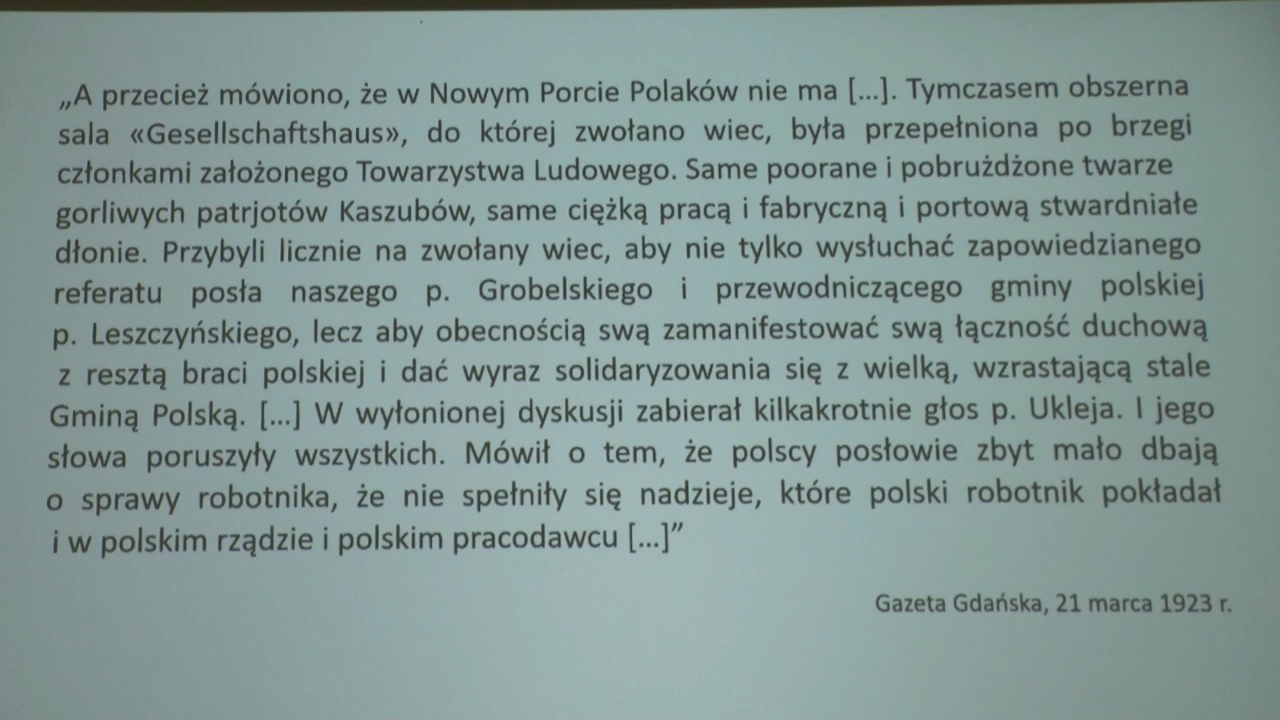 „A przecież mówiono, że w Nowym Porcie Polaków nie ma [...]. Tymczasem obszerna
sala «Gesellschaftshaus», do której zwołano wiec, była przepełniona po brzegi
członkami założonego Towarzystwa Ludowego. Same poorane i pobrużdżone twarze
gorliwych patrjotów Kaszubów, same ciężką pracą i fabryczną i portową stwardniałe
dłonie. Przybyli licznie na zwołany wiec, aby nie tylko wysłuchać zapowiedzianego
referatu posła naszego p. Grobelskiego i przewodniczącego gminy polskiej
p. Leszczyńskiego, lecz aby obecnością swą zamanifestować swą łączność duchową
z resztą braci polskiej i dać wyraz solidaryzowania się z wielką, wzrastającą stale
Gminą Polską. [...] W wyłonionej dyskusji zabierał kilkakrotnie głos p. Ukleja. I jego
słowa poruszyły wszystkich. Mówił o tem, że polscy posłowie zbyt mało dbają
o sprawy robotnika, że nie spełniły się nadzieje, które polski robotnik pokładał
i w polskim rządzie i polskim pracodawcu [...]”
Gazeta Gdańska, 21 marca 1923 r.